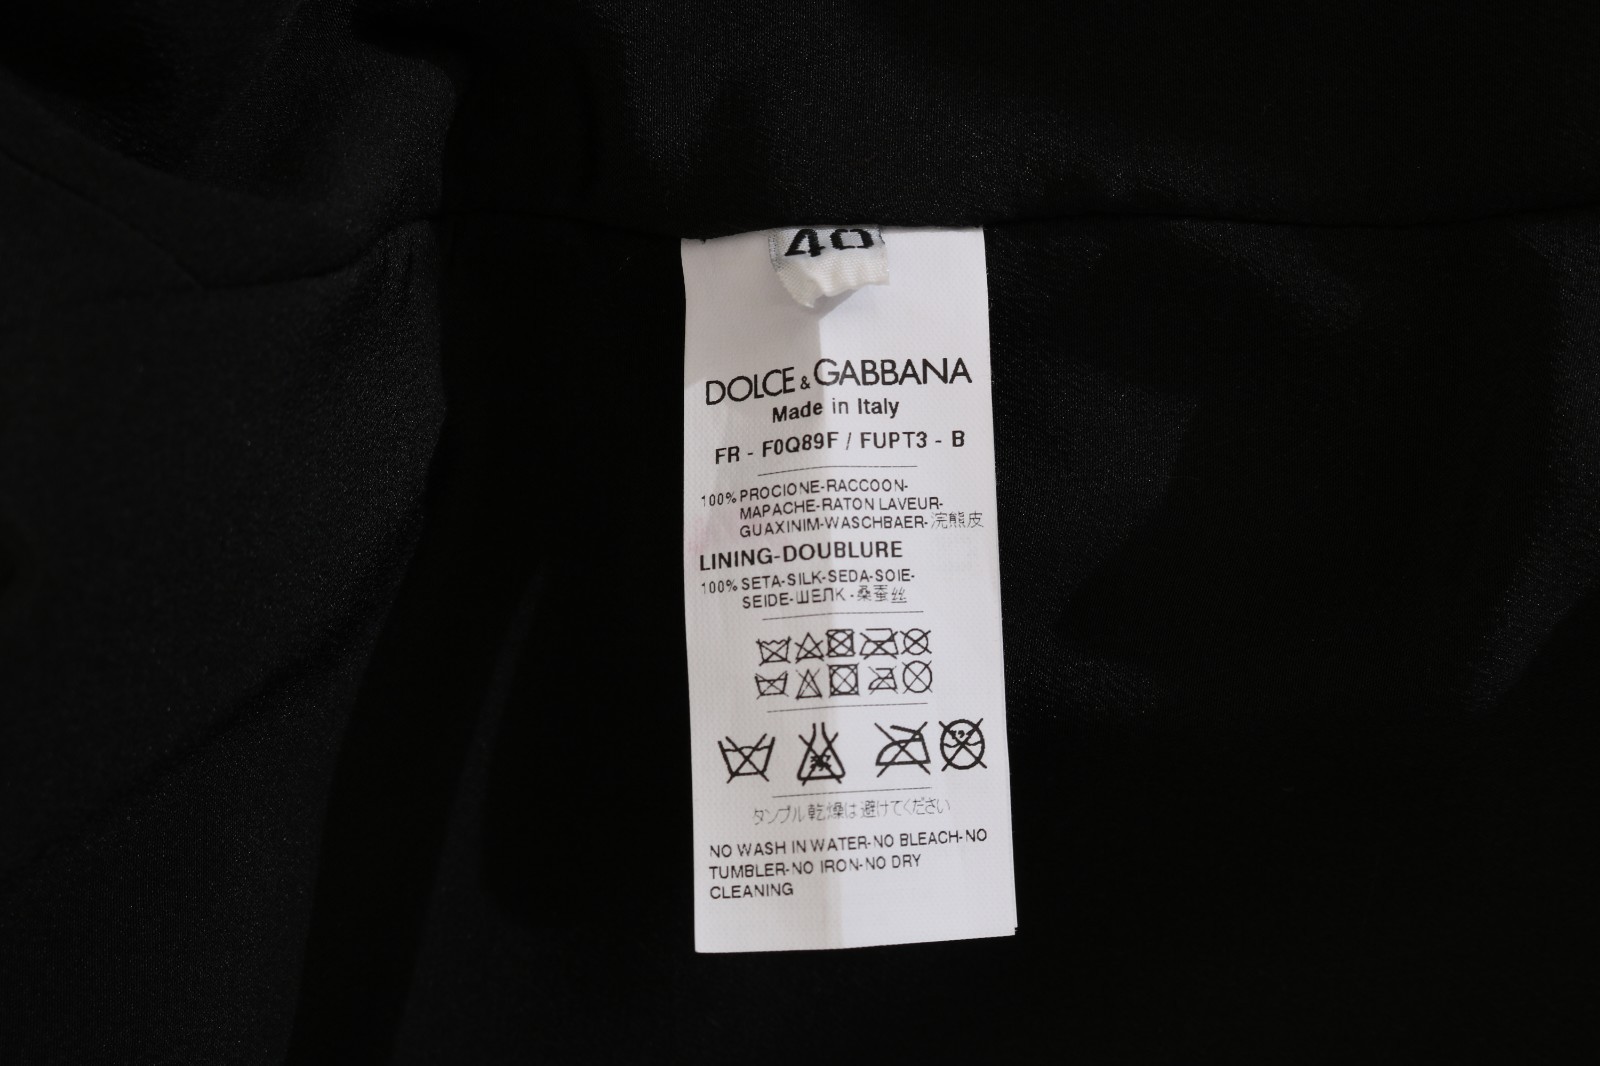 40
DOLCE & GABBANA
Made in Italy
FR - F0Q89F / FUPT3 - B
100% PROCIONE-RACCOON-
MAPACHE-RATON LAVEUR-
GUAXINIM-WASCHBAER-浣熊皮
LINING-DOUBLURE
100% SETA-SILK-SEDA-SOIE-
SEIDE-ШЕЛК-桑蚕丝
タンブル乾燥は避けてください
NO WASH IN WATER-NO BLEACH-NO
TUMBLER-NO IRON-NO DRY
CLEANING